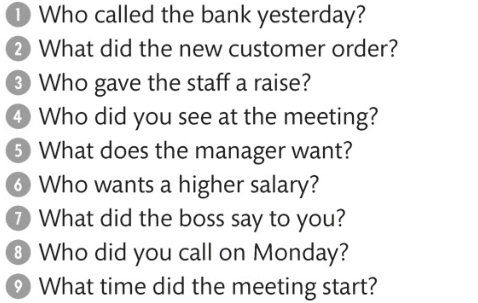 1 Who called the bank yesterday?
2 What did the new customer order?
3 Who gave the staff a raise?
4 Who did you see at the meeting?
5 What does the manager want?
6 Who wants a higher salary?
7 What did the boss say to you?
8 Who did you call on Monday?
9 What time did the meeting start?